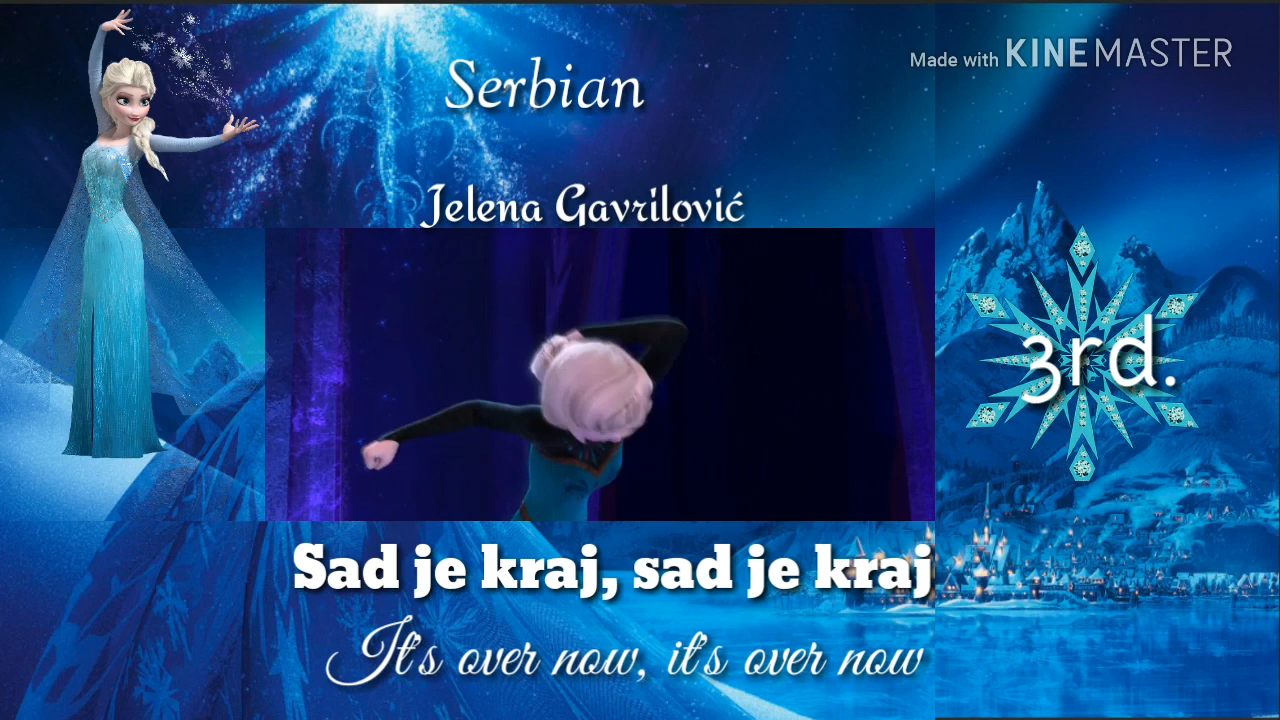 Made with KINEMASTER
Serbian
Jelena Gavrilović
3rd.
Sad je kraj, sad je kraj
It's over now, it's over now